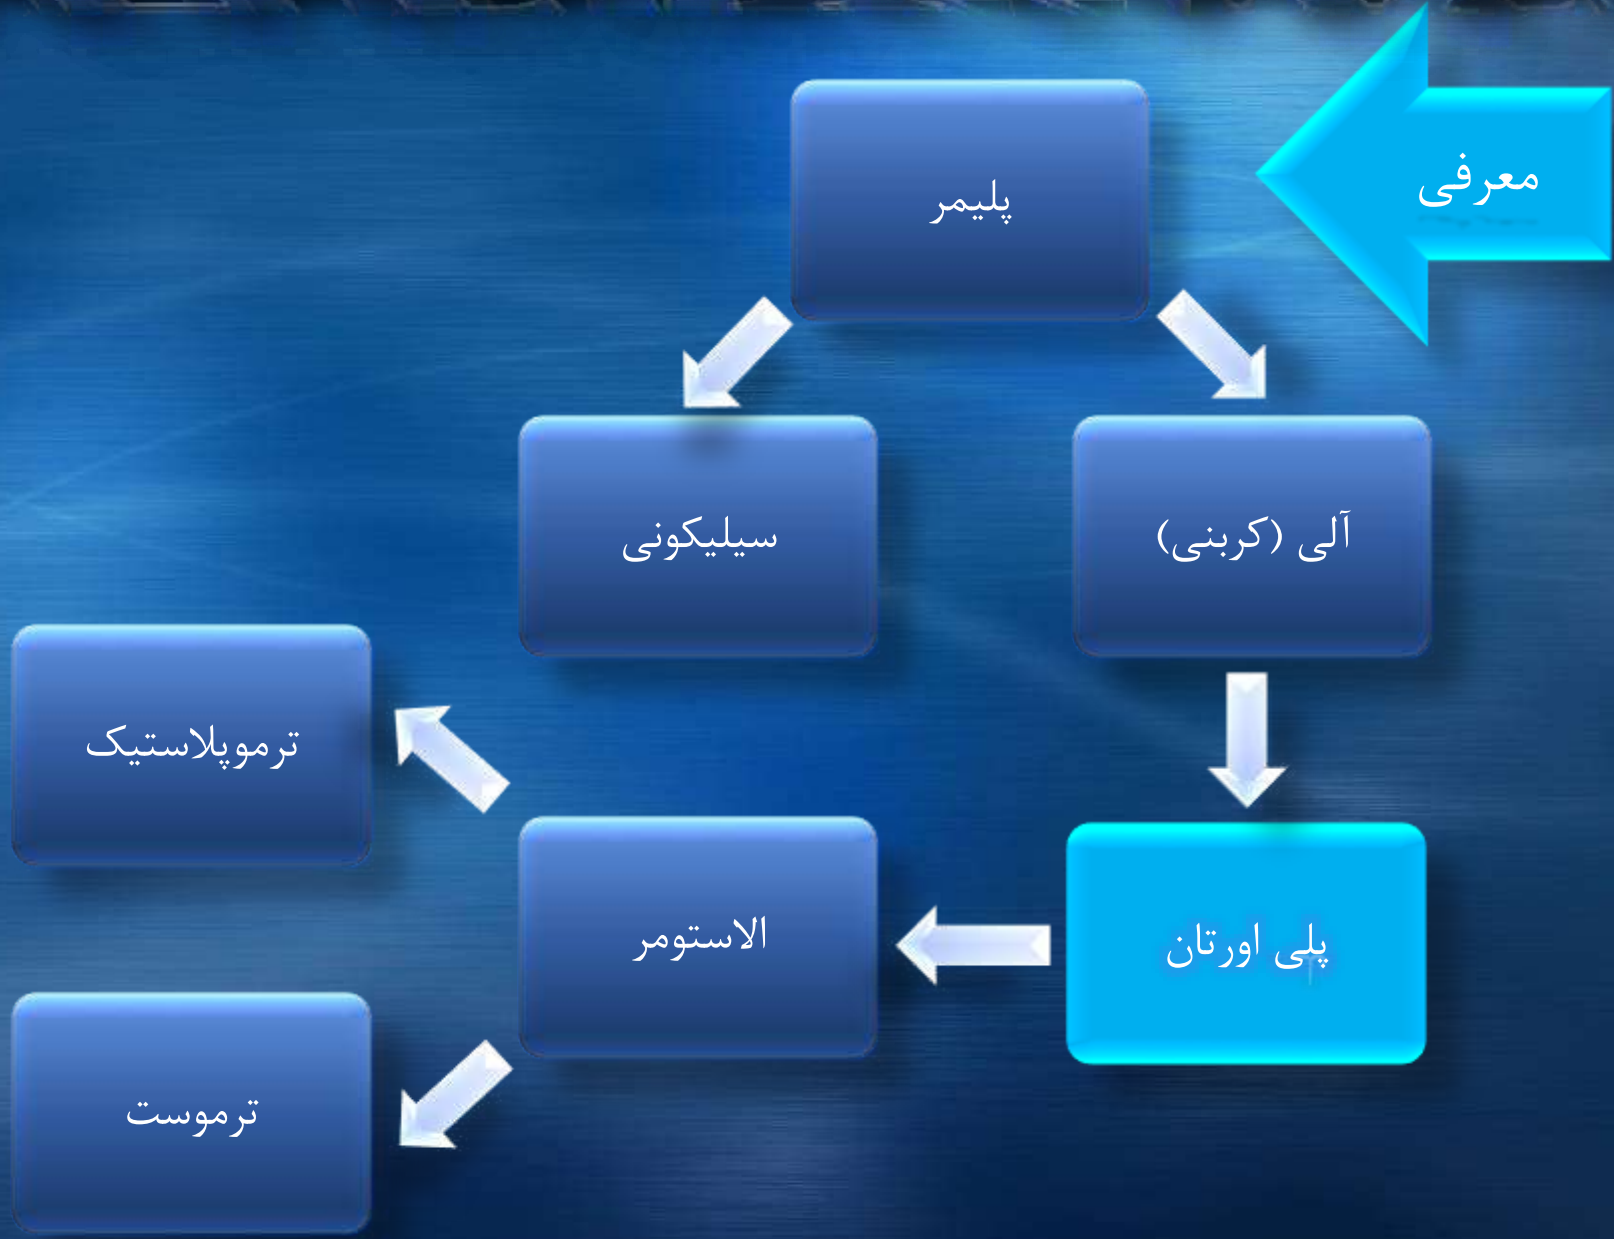 معرفی
پلیمر
آلی (کربنی)
سیلیکونی
پلی اورتان
الاستومر
ترموپلاستیک
ترموست